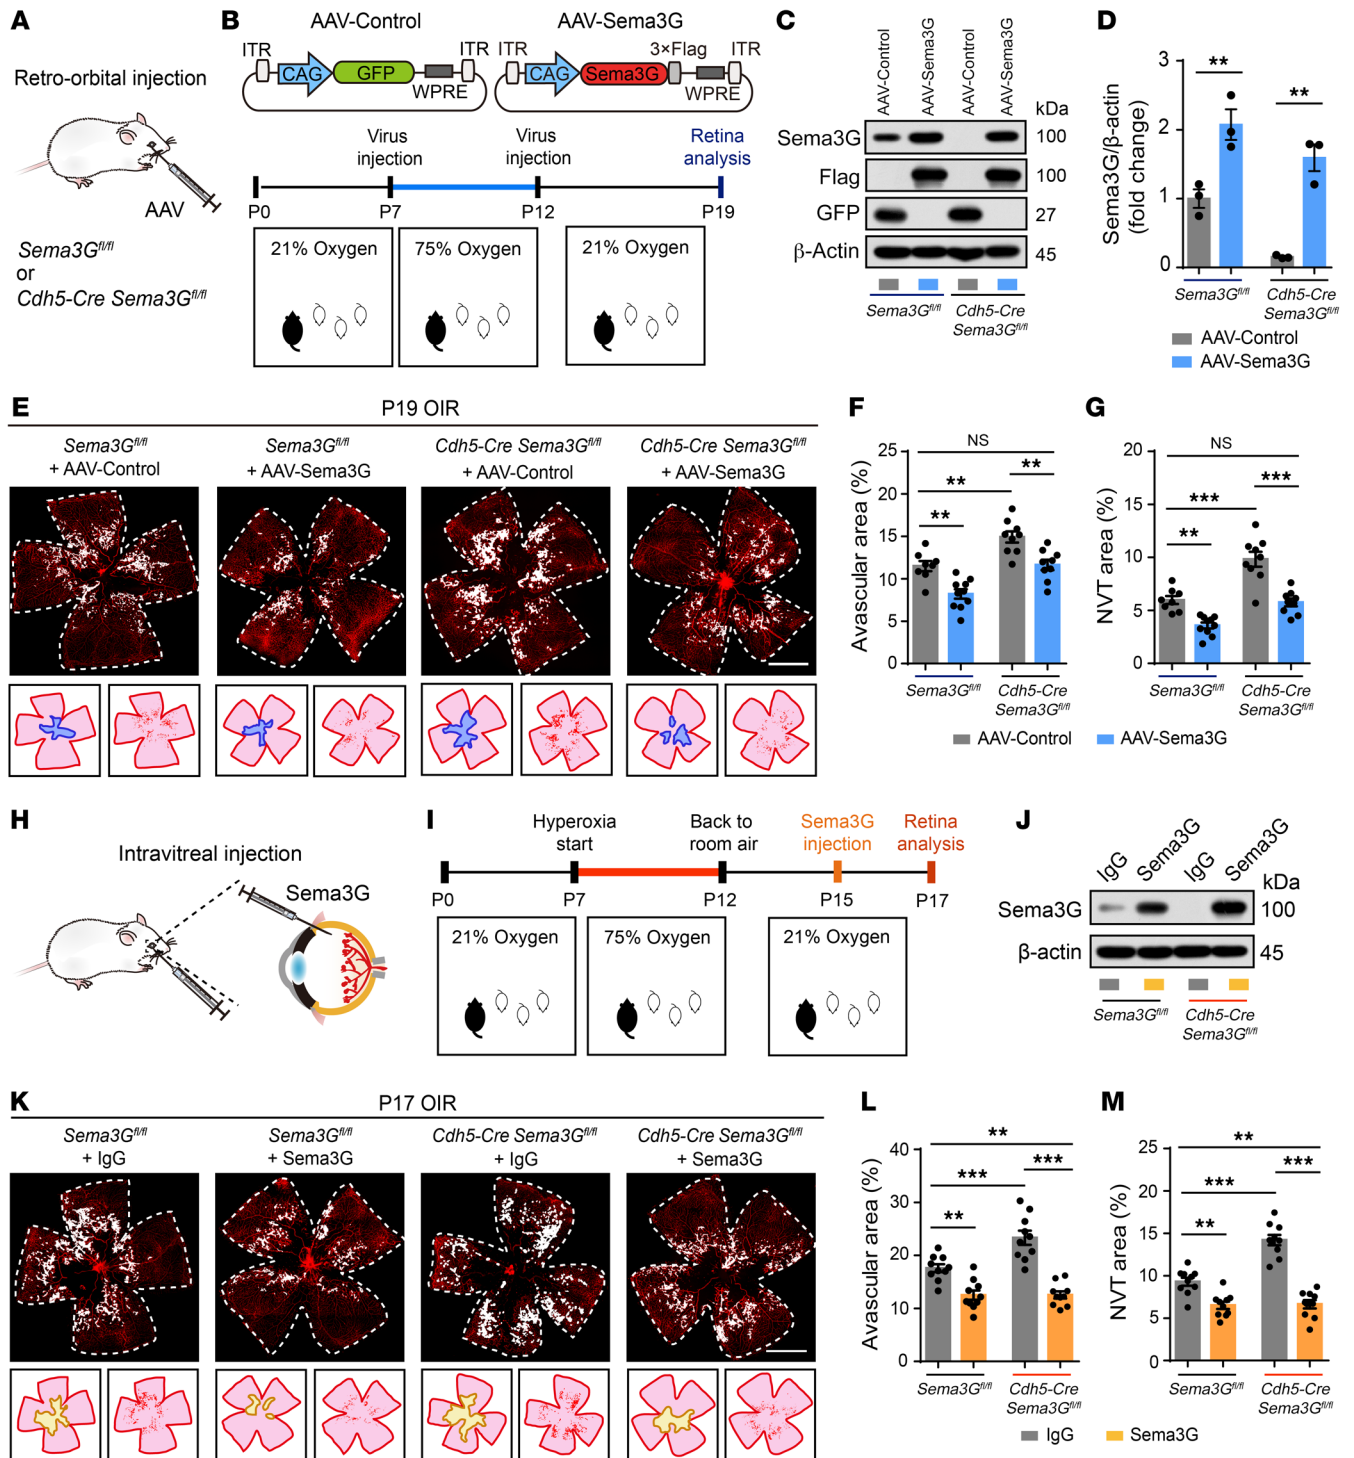 A
Retro-orbital injection
AAV
Sema3G^fl/fl
or
Cdh5-Cre Sema3G^fl/fl
B
AAV-Control
AAV-Sema3G
ITR
CAG
GFP
WPRE
ITR
ITR
CAG
Sema3G
3×Flag
WPRE
ITR
Virus injection
Virus injection
Retina analysis
P0
P7
P12
P19
21% Oxygen
75% Oxygen
21% Oxygen
C
AAV-Control
AAV-Sema3G
AAV-Control
AAV-Sema3G
kDa
Sema3G
100
Flag
100
GFP
27
β-Actin
45
Sema3G^fl/fl
Cdh5-Cre
Sema3G^fl/fl
D
Sema3G/β-actin
(fold change)
3
2
1
0
**
**
Sema3G^fl/fl
Cdh5-Cre
Sema3G^fl/fl
AAV-Control
AAV-Sema3G
E
P19 OIR
Sema3G^fl/fl
+ AAV-Control
Sema3G^fl/fl
+ AAV-Sema3G
Cdh5-Cre Sema3G^fl/fl
+ AAV-Control
Cdh5-Cre Sema3G^fl/fl
+ AAV-Sema3G
F
Avascular area (%)
25
20
15
10
5
0
NS
**
**
**
Sema3G^fl/fl
Cdh5-Cre
Sema3G^fl/fl
G
NVT area (%)
20
15
10
5
0
NS
***
***
**
Sema3G^fl/fl
Cdh5-Cre
Sema3G^fl/fl
AAV-Control
AAV-Sema3G
H
Intravitreal injection
Sema3G
I
Hyperoxia
start
Back to
room air
Sema3G
injection
Retina
analysis
P0
P7
P12
P15
P17
21% Oxygen
75% Oxygen
21% Oxygen
J
IgG
Sema3G
IgG
Sema3G
kDa
Sema3G
100
β-actin
45
Sema3G^fl/fl
Cdh5-Cre
Sema3G^fl/fl
K
P17 OIR
Sema3G^fl/fl
+ IgG
Sema3G^fl/fl
+ Sema3G
Cdh5-Cre Sema3G^fl/fl
+ IgG
Cdh5-Cre Sema3G^fl/fl
+ Sema3G
L
Avascular area (%)
40
30
20
10
0
**
***
***
**
Sema3G^fl/fl
Cdh5-Cre
Sema3G^fl/fl
M
NVT area (%)
25
20
15
10
5
0
**
***
***
**
Sema3G^fl/fl
Cdh5-Cre
Sema3G^fl/fl
IgG
Sema3G